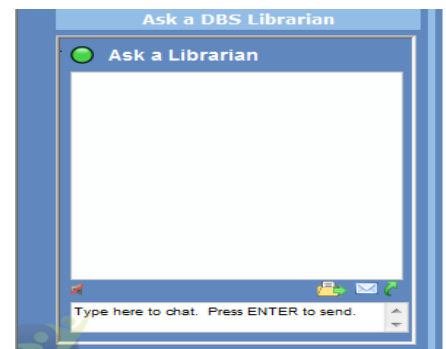 Ask a DBS Librarian
Ask a Librarian
Type here to chat. Press ENTER to send.